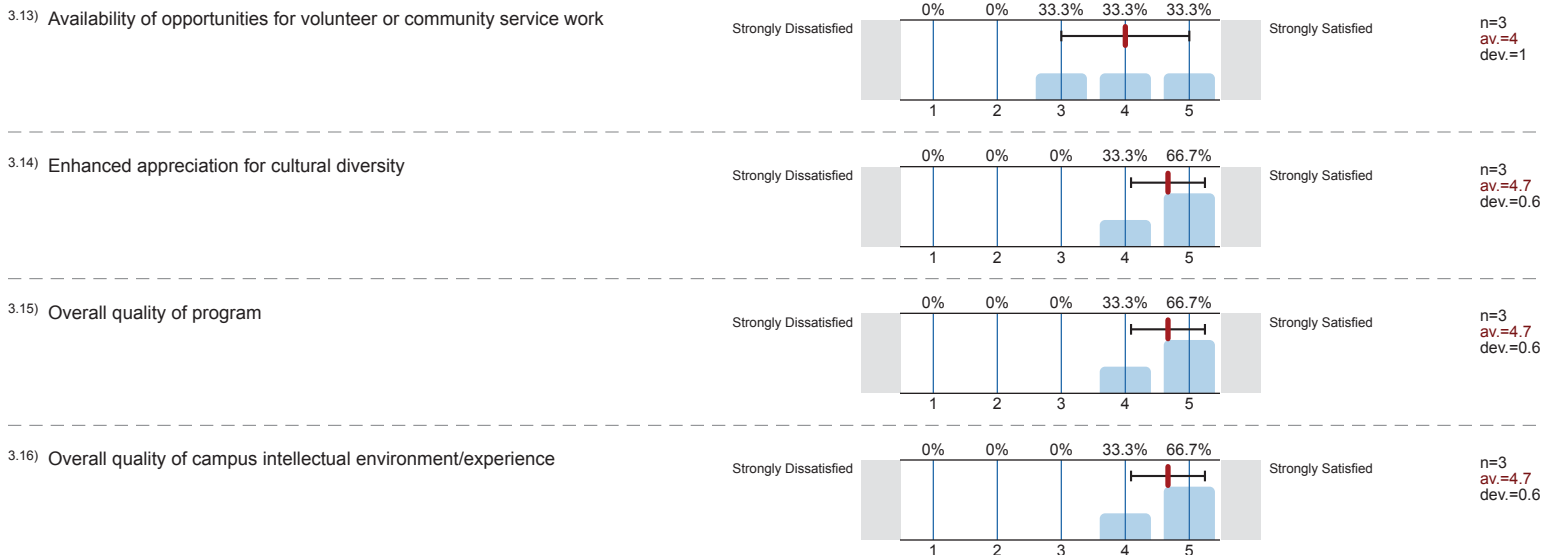 3.13) Availability of opportunities for volunteer or community service work
Strongly Dissatisfied
0% 0% 33.3% 33.3% 33.3%
1 2 3 4 5
Strongly Satisfied
n=3
av.=4
dev.=1
3.14) Enhanced appreciation for cultural diversity
Strongly Dissatisfied
0% 0% 0% 33.3% 66.7%
1 2 3 4 5
Strongly Satisfied
n=3
av.=4.7
dev.=0.6
3.15) Overall quality of program
Strongly Dissatisfied
0% 0% 0% 33.3% 66.7%
1 2 3 4 5
Strongly Satisfied
n=3
av.=4.7
dev.=0.6
3.16) Overall quality of campus intellectual environment/experience
Strongly Dissatisfied
0% 0% 0% 33.3% 66.7%
1 2 3 4 5
Strongly Satisfied
n=3
av.=4.7
dev.=0.6